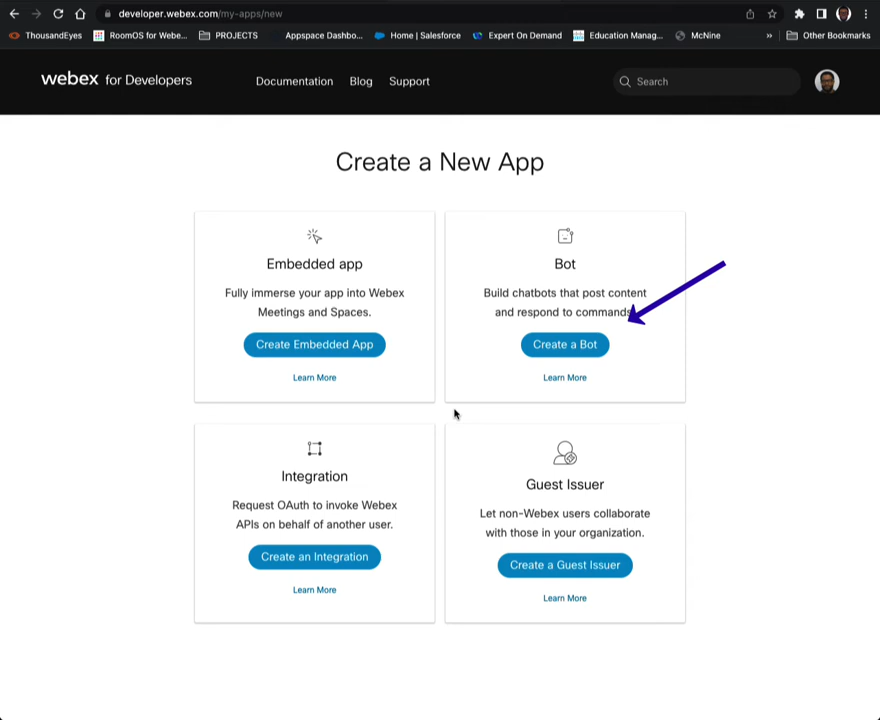 developer.webex.com/my-apps/new
ThousandEyes RoomOS for Webe... PROJECTS Appspace Dashbo... Home | Salesforce Expert On Demand Education Manag... McNine » Other Bookmarks
webex for Developers Documentation Blog Support Search
Create a New App
Embedded app
Fully immerse your app into Webex
Meetings and Spaces.
Create Embedded App
Learn More
Bot
Build chatbots that post content
and respond to commands
Create a Bot
Learn More
Integration
Request OAuth to invoke Webex
APIs on behalf of another user.
Create an Integration
Learn More
Guest Issuer
Let non-Webex users collaborate
with those in your organization.
Create a Guest Issuer
Learn More